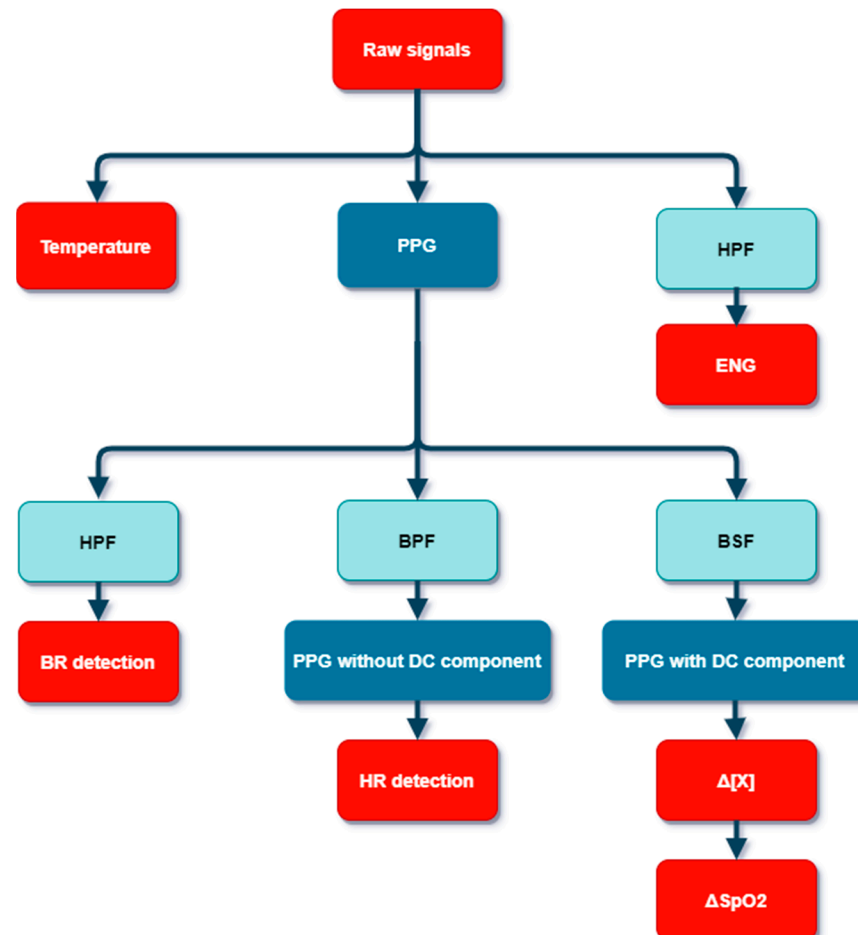 Raw signals
Temperature
PPG
HPF
ENG
HPF
BPF
BSF
BR detection
PPG without DC component
PPG with DC component
HR detection
Δ[X]
ΔSpO2